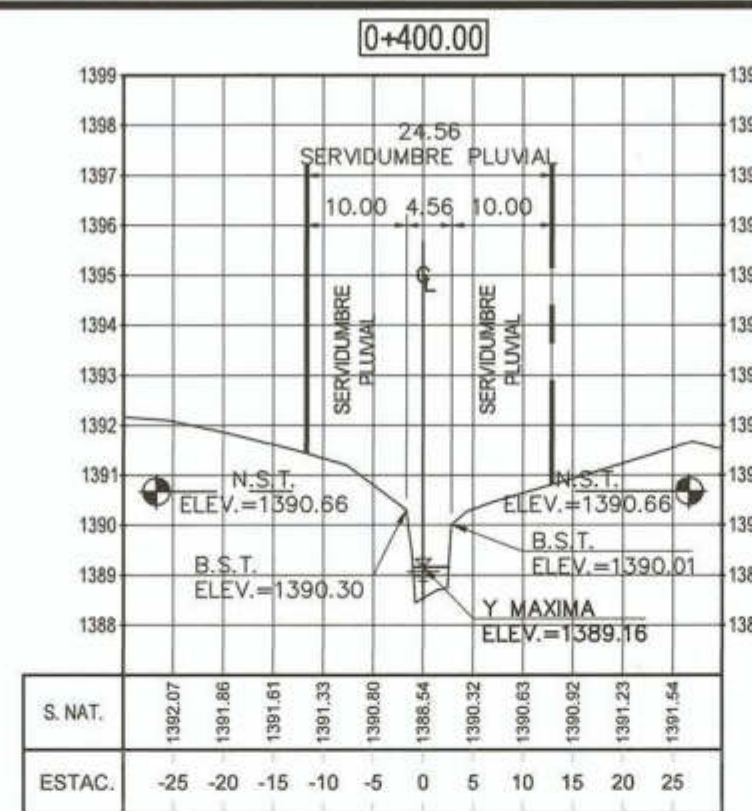 0+400.00
1399
1398
1397
1396
1395
1394
1393
1392
1391
1390
1389
1388
24.56
SERVIDUMBRE PLUVIAL
10.00 4.56 10.00
CL
SERVIDUMBRE
PLUVIAL
SERVIDUMBRE
PLUVIAL
N.S.T.
ELEV.=1390.66
N.S.T.
ELEV.=1390.66
B.S.T.
ELEV.=1390.30
B.S.T.
ELEV.=1390.01
Y MAXIMA
ELEV.=1389.16
S. NAT. 1392.07 1391.86 1391.61 1391.33 1390.80 1388.54 1390.32 1390.63 1390.92 1391.23 1391.54
ESTAC. -25 -20 -15 -10 -5 0 5 10 15 20 25